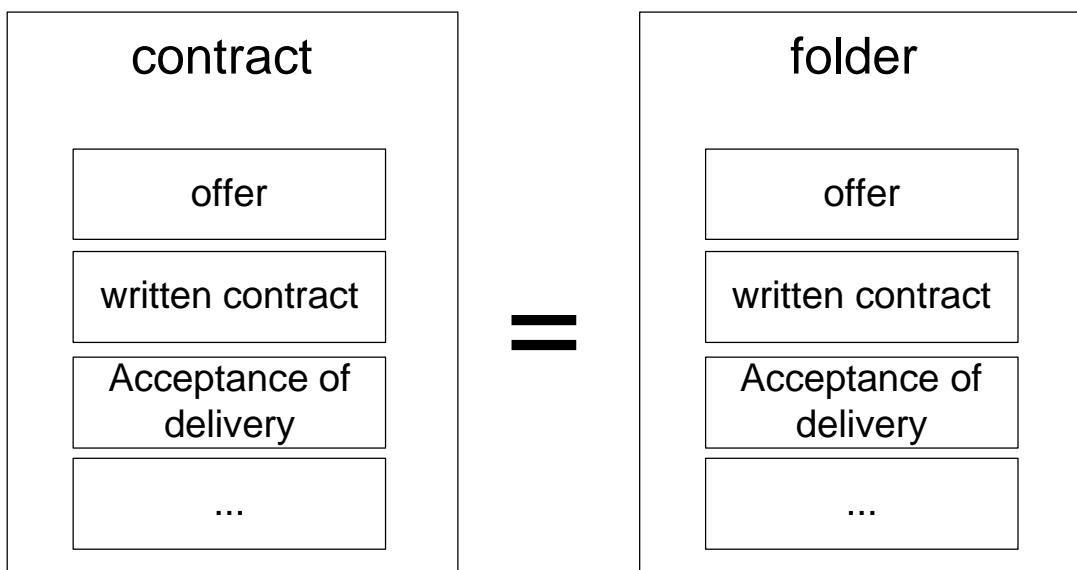 contract
offer
written contract
Acceptance of
delivery
...
=
folder
offer
written contract
Acceptance of
delivery
...